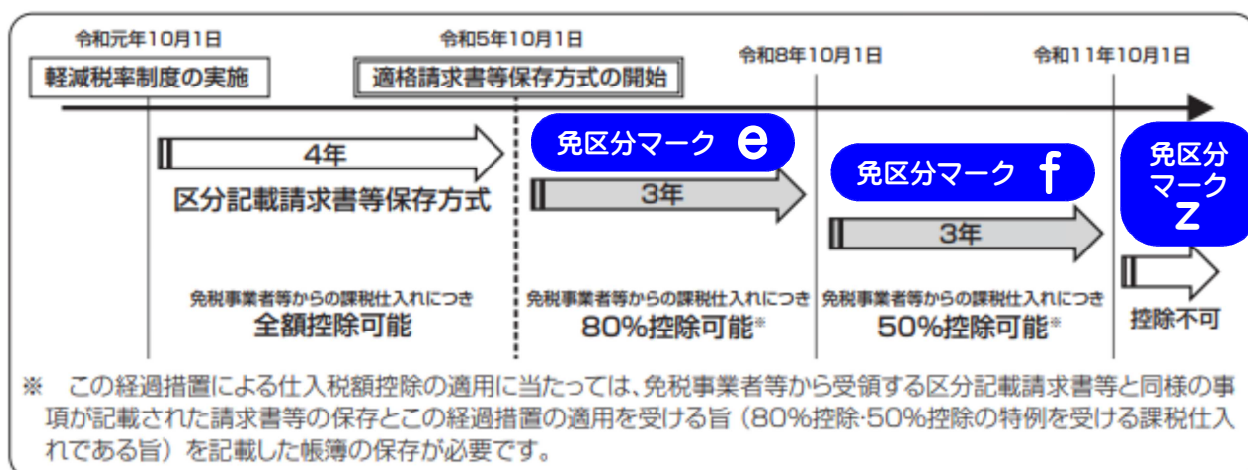 令和元年10月1日
令和5年10月1日
令和8年10月1日
令和11年10月1日
軽減税率制度の実施
適格請求書等保存方式の開始
4年
区分記載請求書等保存方式
免区分マーク e
3年
免区分マーク f
3年
免区分
マーク
z
免税事業者等からの課税仕入れにつき
全額控除可能
免税事業者等からの課税仕入れにつき
80%控除可能※
免税事業者等からの課税仕入れにつき
50%控除可能※
控除不可
※ この経過措置による仕入税額控除の適用に当たっては、免税事業者等から受領する区分記載請求書等と同様の事
項が記載された請求書等の保存とこの経過措置の適用を受ける旨（80%控除･50%控除の特例を受ける課税仕入
れである旨）を記載した帳簿の保存が必要です。